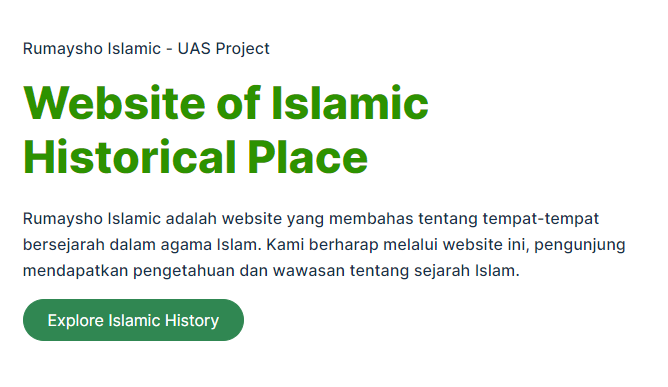 Rumaysho Islamic - UAS Project
Website of Islamic
Historical Place
Rumaysho Islamic adalah website yang membahas tentang tempat-tempat
bersejarah dalam agama Islam. Kami berharap melalui website ini, pengunjung
mendapatkan pengetahuan dan wawasan tentang sejarah Islam.
Explore Islamic History